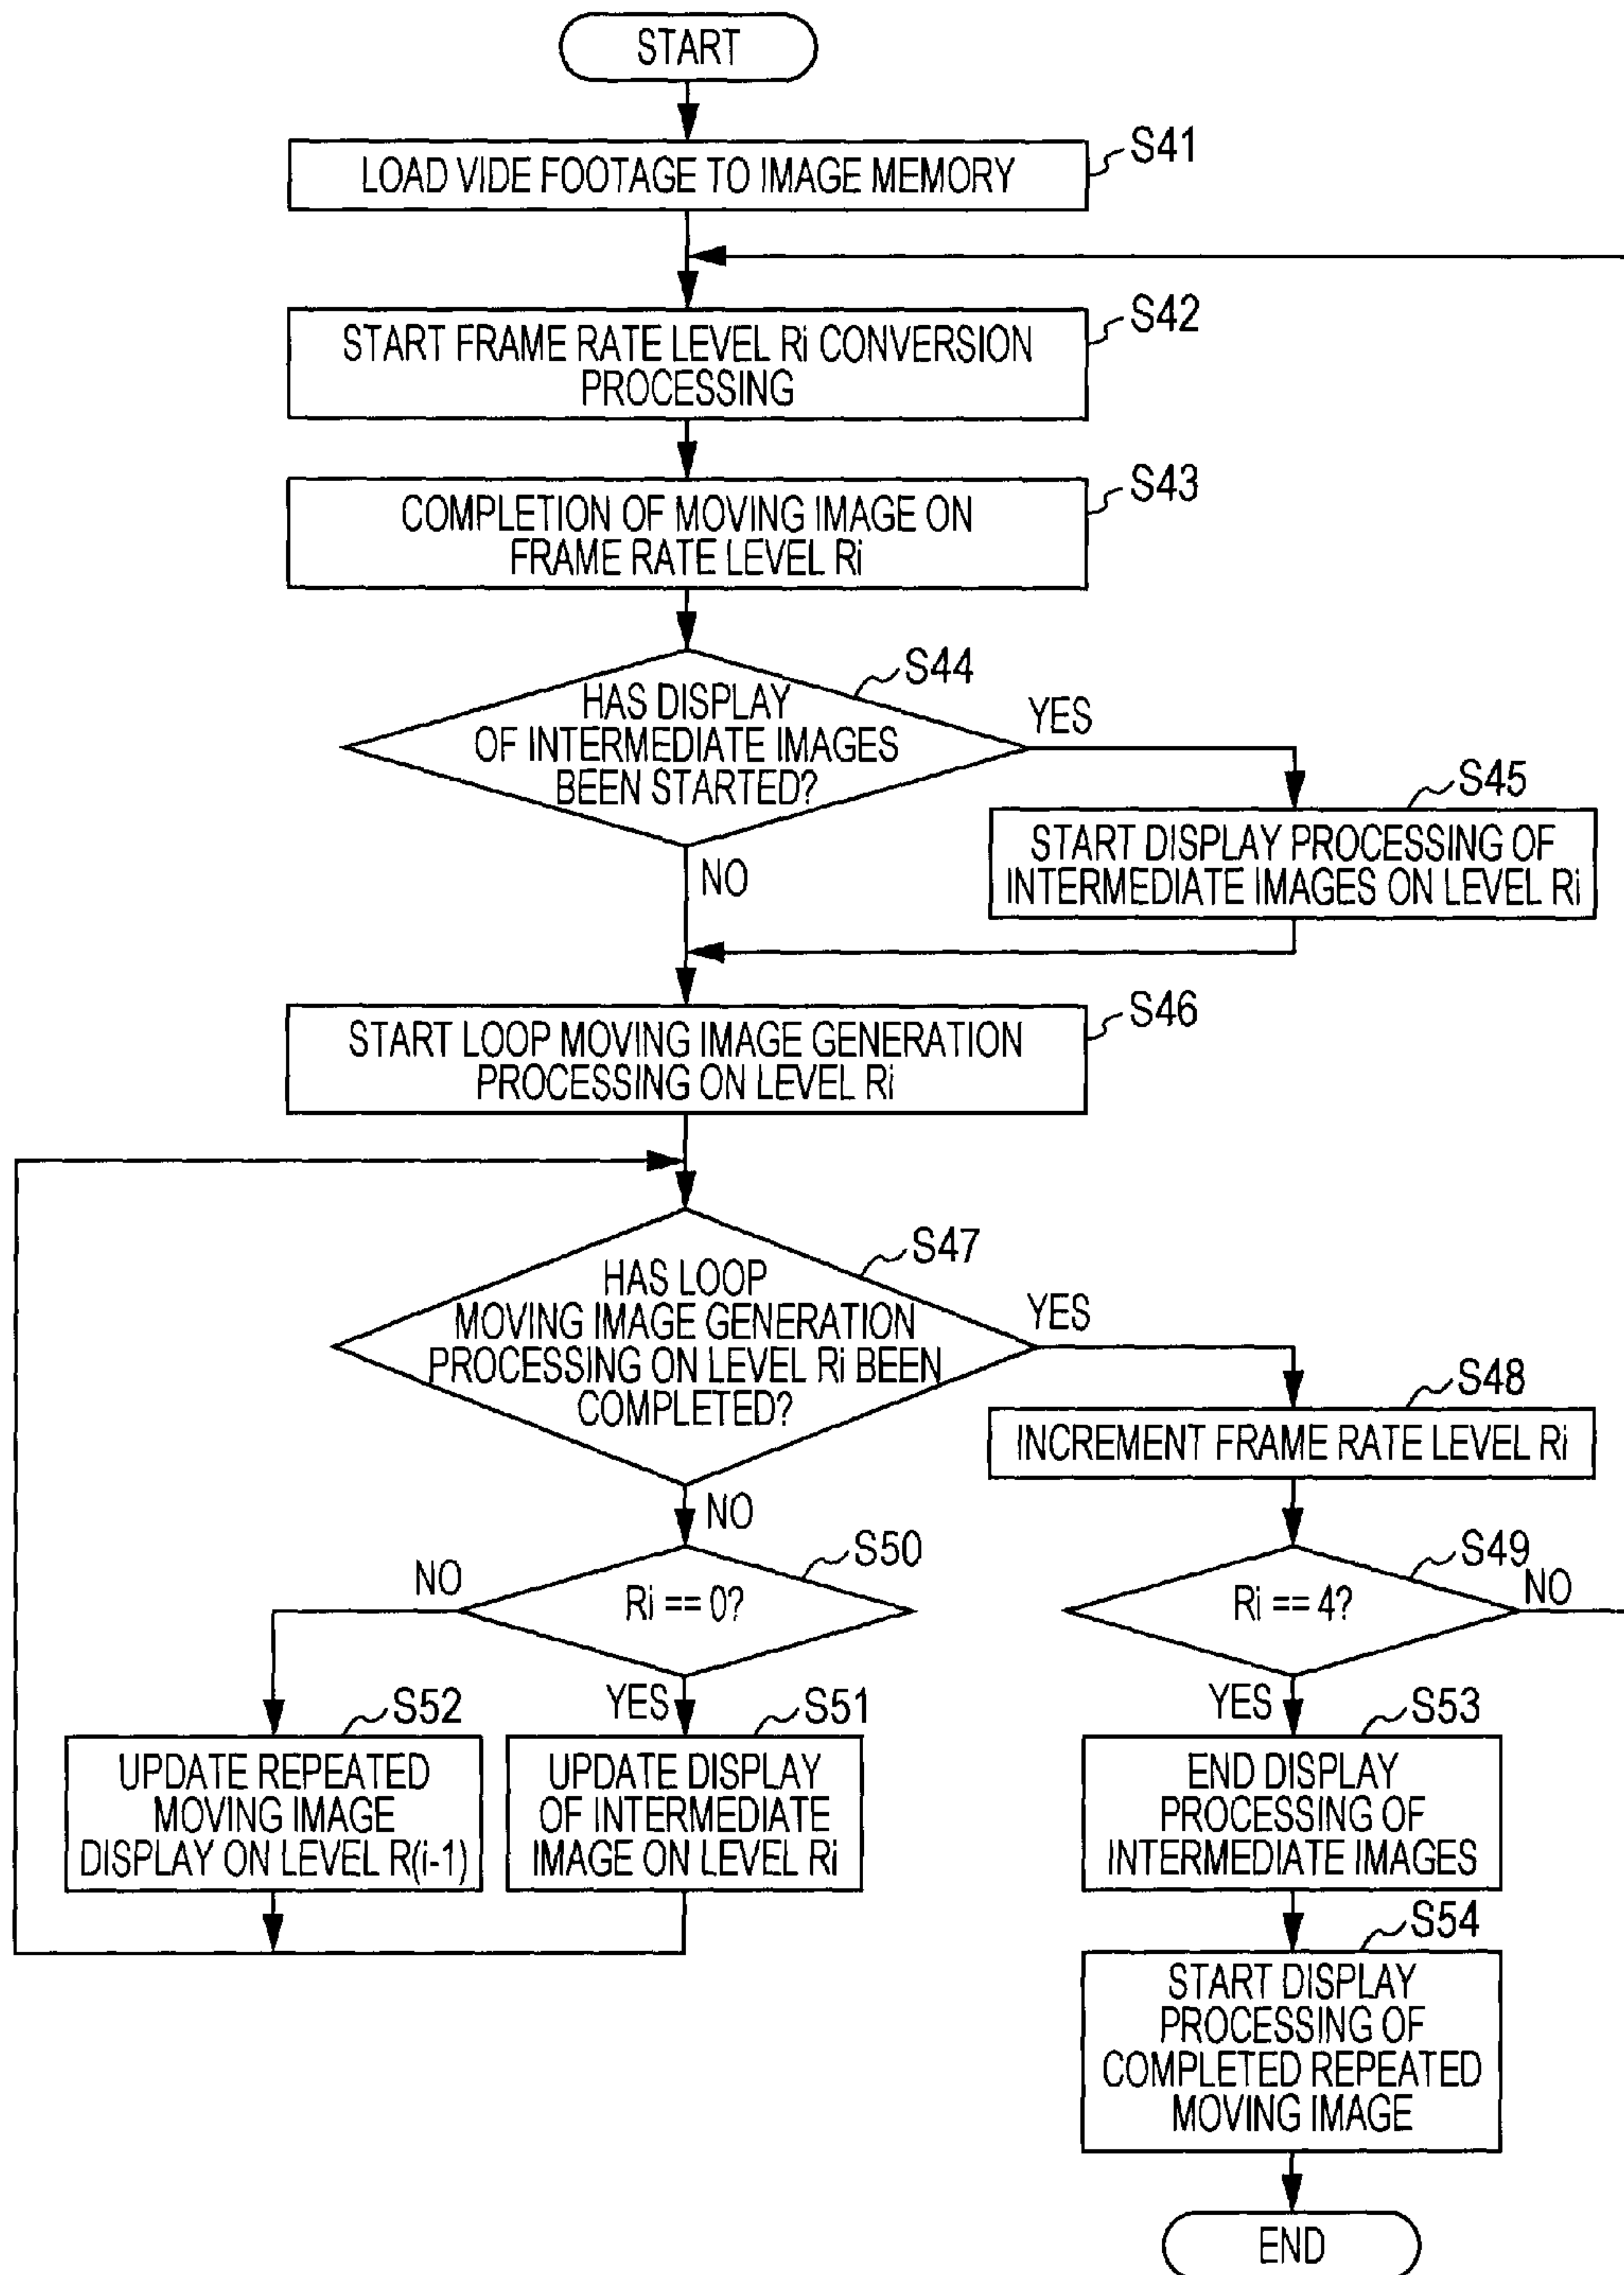 START
S41
LOAD VIDE FOOTAGE TO IMAGE MEMORY
S42
START FRAME RATE LEVEL Ri CONVERSION
PROCESSING
S43
COMPLETION OF MOVING IMAGE ON
FRAME RATE LEVEL Ri
S44
HAS DISPLAY
OF INTERMEDIATE IMAGES
BEEN STARTED?
YES
NO
S45
START DISPLAY PROCESSING OF
INTERMEDIATE IMAGES ON LEVEL Ri
S46
START LOOP MOVING IMAGE GENERATION
PROCESSING ON LEVEL Ri
S47
HAS LOOP
MOVING IMAGE GENERATION
PROCESSING ON LEVEL Ri BEEN
COMPLETED?
YES
NO
S48
INCREMENT FRAME RATE LEVEL Ri
S50
Ri == 0?
NO
YES
S49
Ri == 4?
NO
YES
S52
UPDATE REPEATED
MOVING IMAGE
DISPLAY ON LEVEL R(i-1)
S51
UPDATE DISPLAY
OF INTERMEDIATE
IMAGE ON LEVEL Ri
S53
END DISPLAY
PROCESSING OF
INTERMEDIATE IMAGES
S54
START DISPLAY
PROCESSING OF
COMPLETED REPEATED
MOVING IMAGE
END